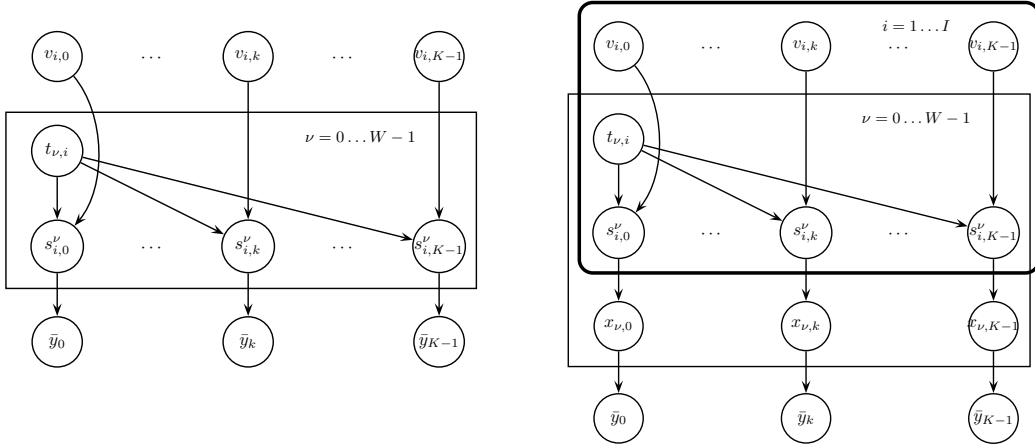 v_{i,0} … v_{i,k} … v_{i,K−1}
ν = 0 … W − 1
t_{ν,i}
s^ν_{i,0} … s^ν_{i,k} … s^ν_{i,K−1}
ȳ_0 ȳ_k ȳ_{K−1}
i = 1 … I
v_{i,0} … v_{i,k} … v_{i,K−1}
ν = 0 … W − 1
t_{ν,i}
s^ν_{i,0} … s^ν_{i,k} … s^ν_{i,K−1}
x_{ν,0} x_{ν,k} x_{ν,K−1}
ȳ_0 ȳ_k ȳ_{K−1}